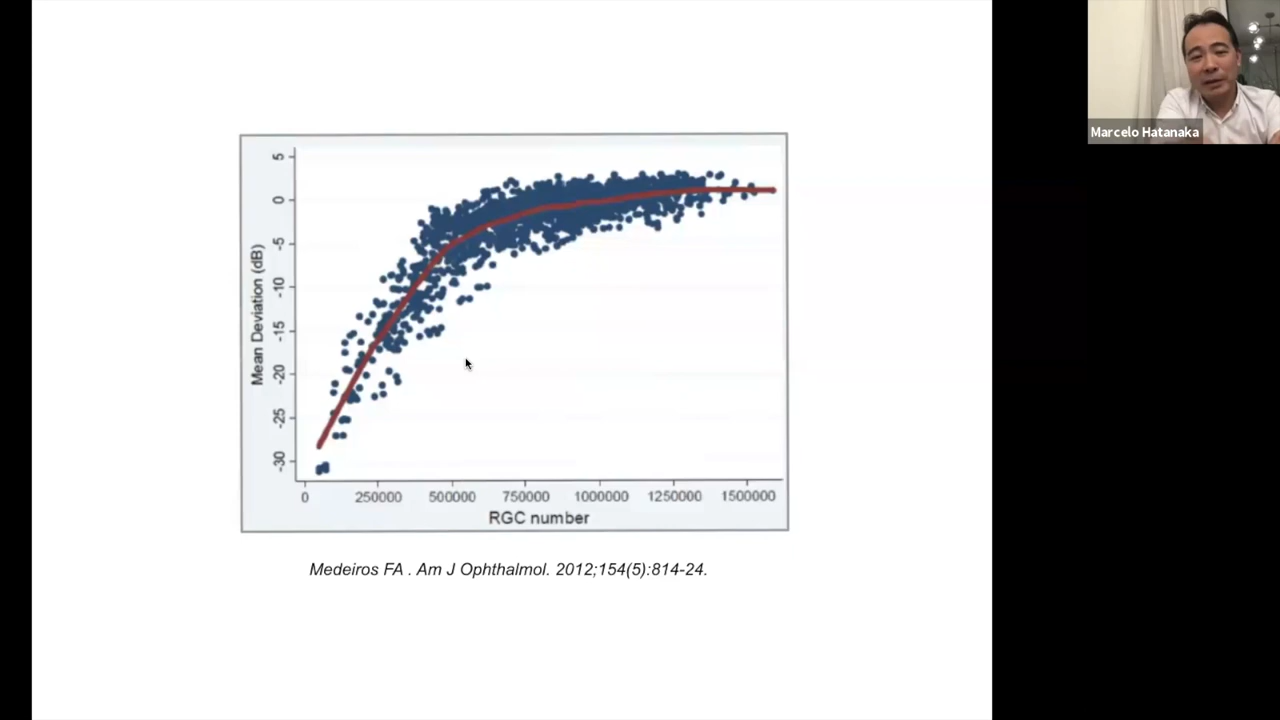 Marcelo Hatanaka
5
0
-5
-10
-15
-20
-25
-30
Mean Deviation (dB)
0 250000 500000 750000 1000000 1250000 1500000
RGC number
Medeiros FA . Am J Ophthalmol. 2012;154(5):814-24.